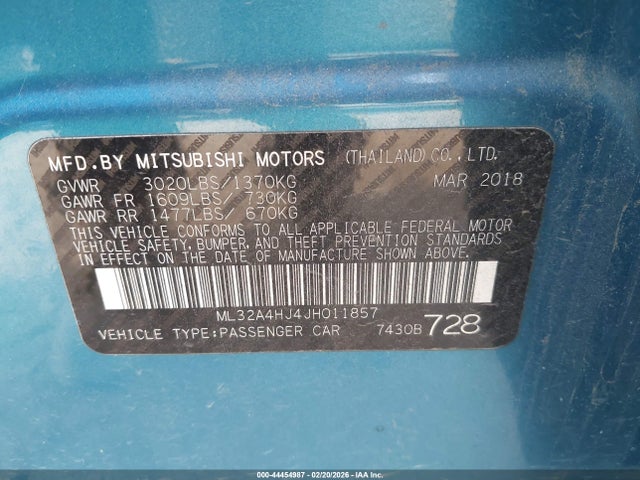 MFD.BY MITSUBISHI MOTORS (THAILAND)CO.,LTD.
GVWR 3020LBS/1370KG MAR 2018
GAWR FR 1609LBS/ 730KG
GAWR RR 1477LBS/ 670KG
THIS VEHICLE CONFORMS TO ALL APPLICABLE FEDERAL MOTOR
VEHICLE SAFETY, BUMPER, AND THEFT PREVENTION STANDARDS
IN EFFECT ON THE DATE OF MANUFACTURE SHOWN ABOVE.
ML32A4HJ4JH011857
VEHICLE TYPE:PASSENGER CAR 7430B 728
000-44454987 - 02/20/2026 - IAA Inc.